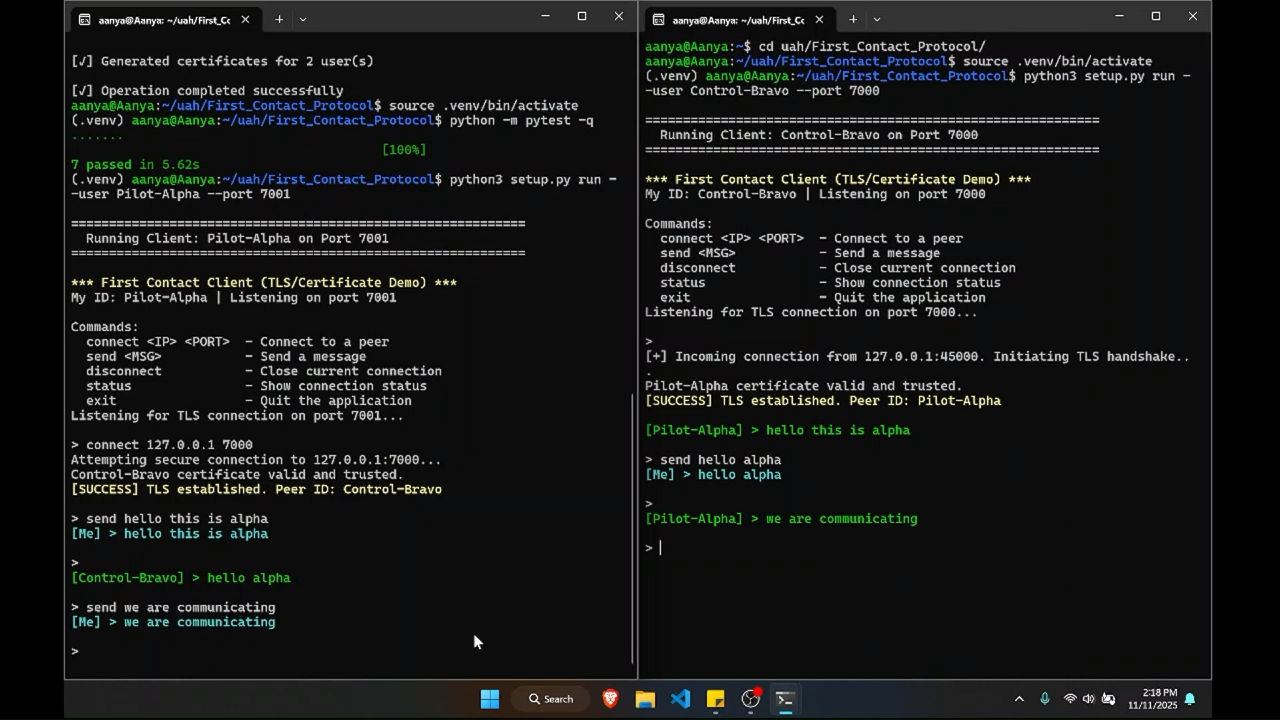 aanya@Aanya: ~/uah/First_Cc
[√] Generated certificates for 2 user(s)
[√] Operation completed successfully
aanya@Aanya:~/uah/First_Contact_Protocol$ source .venv/bin/activate
(.venv) aanya@Aanya:~/uah/First_Contact_Protocol$ python -m pytest -q
.......
[100%]
7 passed in 5.62s
(.venv) aanya@Aanya:~/uah/First_Contact_Protocol$ python3 setup.py run -
-user Pilot-Alpha --port 7001
============================================================
Running Client: Pilot-Alpha on Port 7001
============================================================
*** First Contact Client (TLS/Certificate Demo) ***
My ID: Pilot-Alpha | Listening on port 7001
Commands:
connect <IP> <PORT> - Connect to a peer
send <MSG> - Send a message
disconnect - Close current connection
status - Show connection status
exit - Quit the application
Listening for TLS connection on port 7001...
> connect 127.0.0.1 7000
Attempting secure connection to 127.0.0.1:7000...
Control-Bravo certificate valid and trusted.
[SUCCESS] TLS established. Peer ID: Control-Bravo
> send hello this is alpha
[Me] > hello this is alpha
>
[Control-Bravo] > hello alpha
> send we are communicating
[Me] > we are communicating
>
aanya@Aanya: ~/uah/First_Cc
aanya@Aanya:~$ cd uah/First_Contact_Protocol/
aanya@Aanya:~/uah/First_Contact_Protocol$ source .venv/bin/activate
(.venv) aanya@Aanya:~/uah/First_Contact_Protocol$ python3 setup.py run -
-user Control-Bravo --port 7000
============================================================
Running Client: Control-Bravo on Port 7000
============================================================
*** First Contact Client (TLS/Certificate Demo) ***
My ID: Control-Bravo | Listening on port 7000
Commands:
connect <IP> <PORT> - Connect to a peer
send <MSG> - Send a message
disconnect - Close current connection
status - Show connection status
exit - Quit the application
Listening for TLS connection on port 7000...
>
[+] Incoming connection from 127.0.0.1:45000. Initiating TLS handshake..
.
Pilot-Alpha certificate valid and trusted.
[SUCCESS] TLS established. Peer ID: Pilot-Alpha
[Pilot-Alpha] > hello this is alpha
> send hello alpha
[Me] > hello alpha
>
[Pilot-Alpha] > we are communicating
>
Search
2:18 PM
11/11/2025